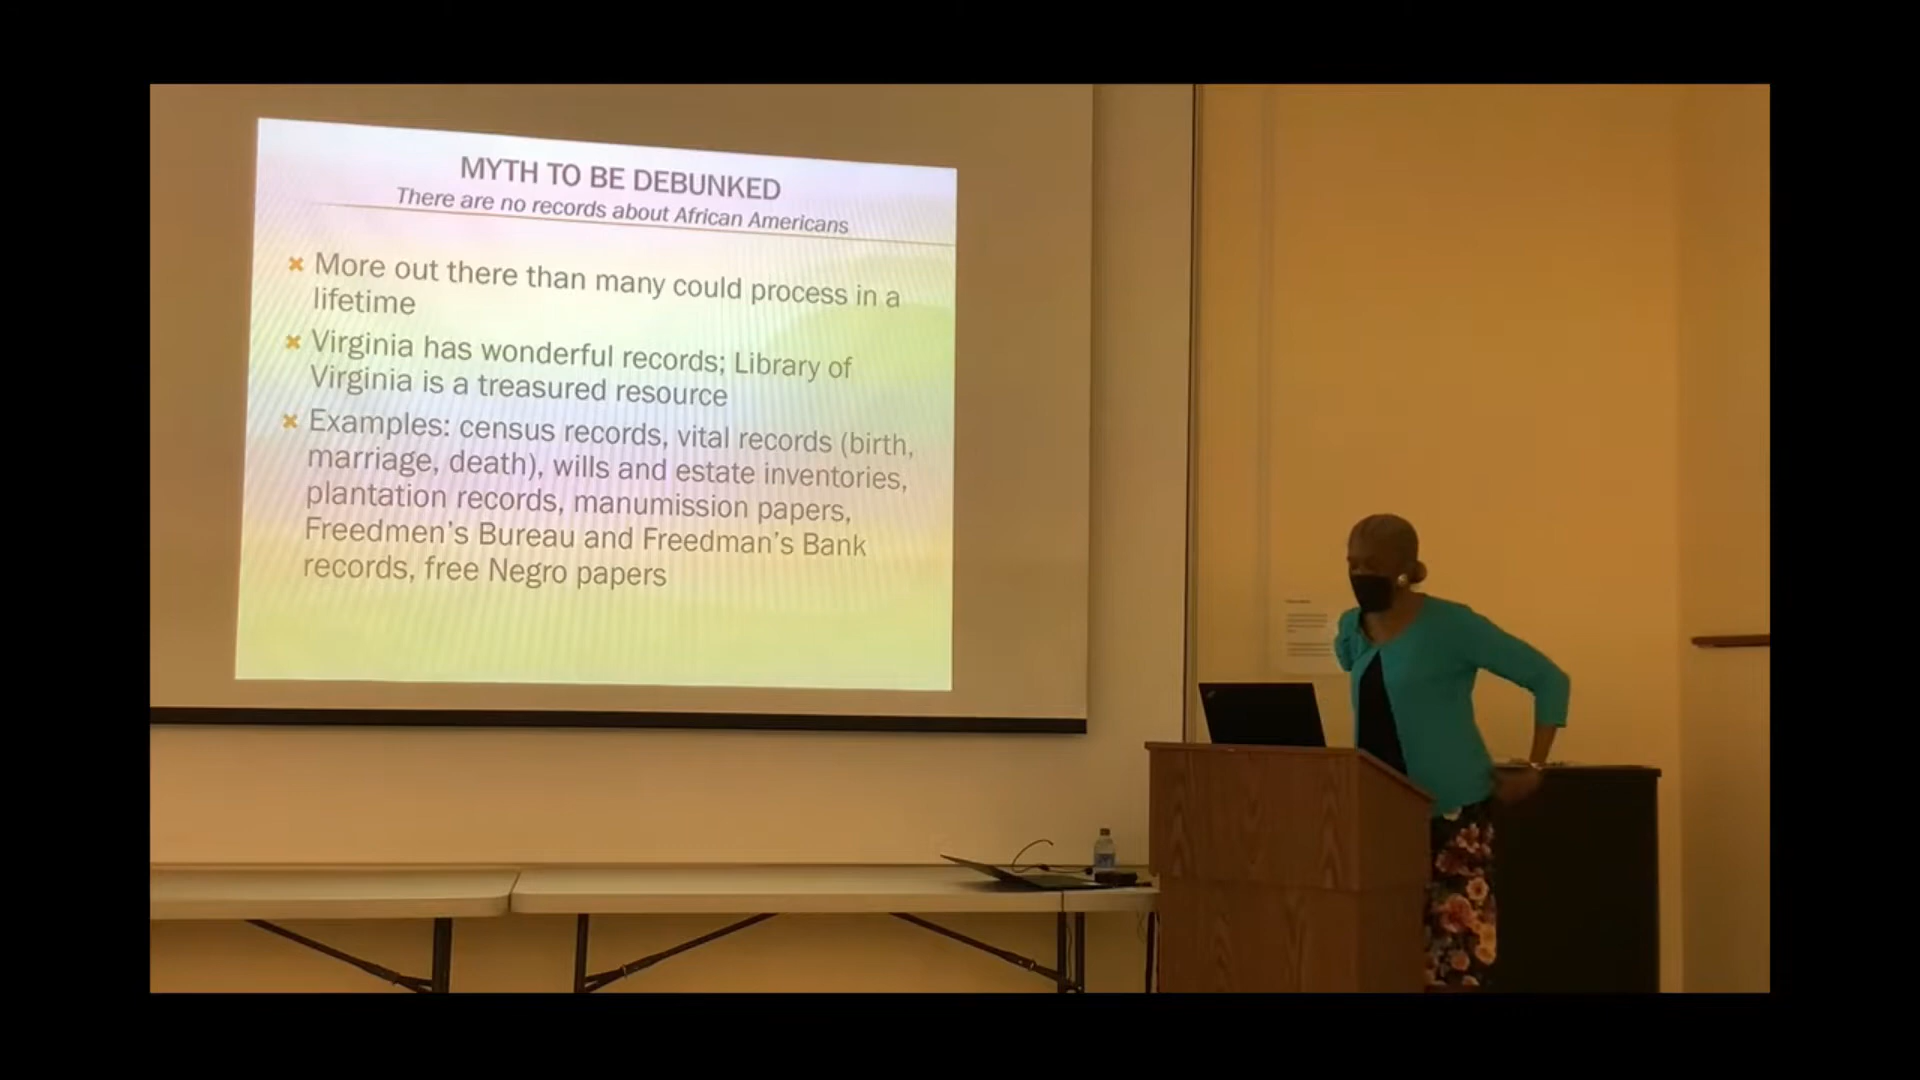 MYTH TO BE DEBUNKED
There are no records about African Americans
More out there than many could process in a
lifetime
Virginia has wonderful records; Library of
Virginia is a treasured resource
Examples: census records, vital records (birth,
marriage, death), wills and estate inventories,
plantation records, manumission papers,
Freedmen's Bureau and Freedman's Bank
records, free Negro papers